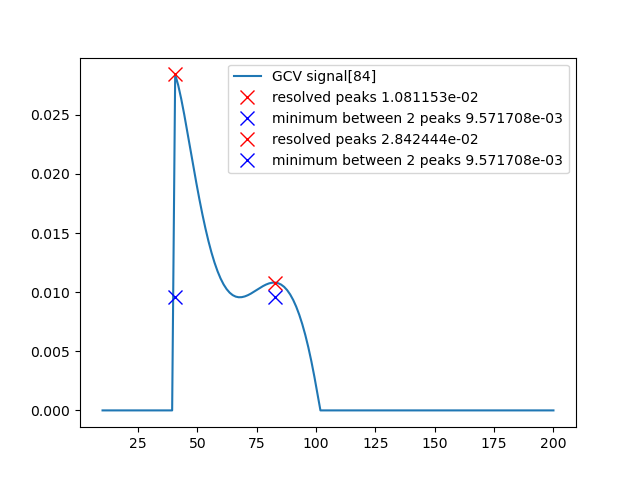 GCV signal[84]
resolved peaks 1.081153e-02
minimum between 2 peaks 9.571708e-03
resolved peaks 2.842444e-02
minimum between 2 peaks 9.571708e-03
0.025
0.020
0.015
0.010
0.005
0.000
25 50 75 100 125 150 175 200